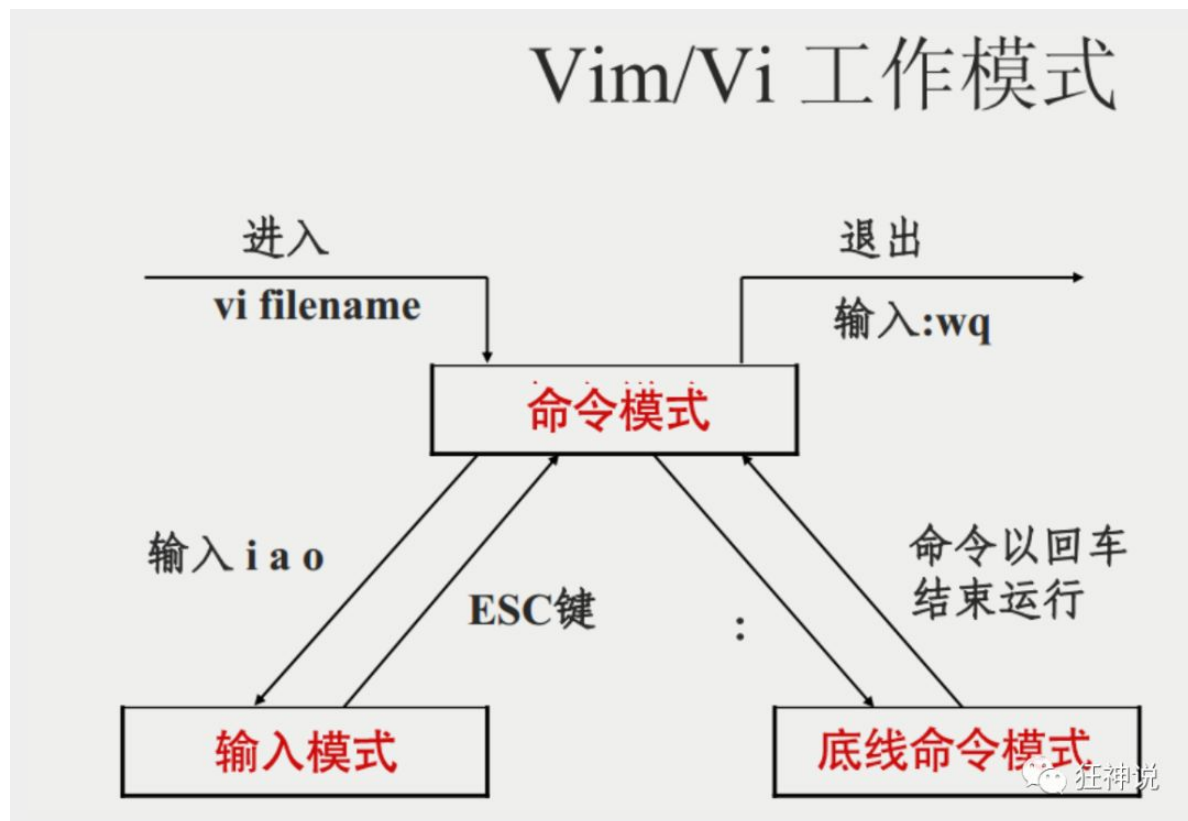 Vim/Vi 工作模式
进入
vi filename
退出
输入:wq
命令模式
输入 i a o
ESC键
:
命令以回车
结束运行
输入模式
底线命令模式
狂神说